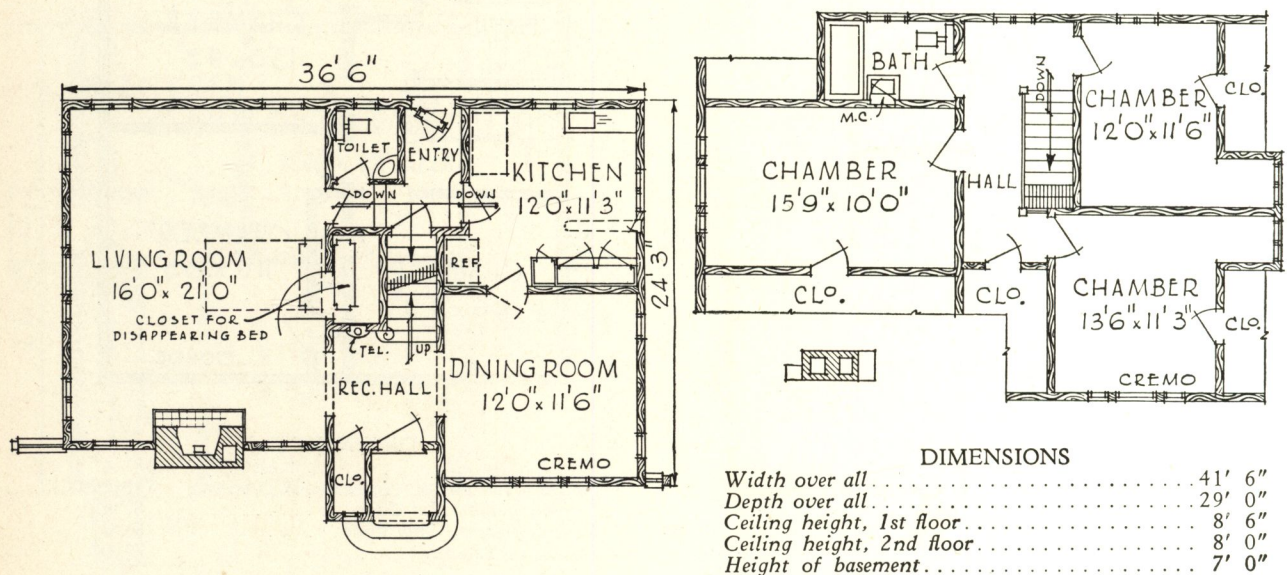 36' 6"
24' 3"
TOILET
ENTRY
KITCHEN
12'0" x 11'3"
DOWN
DOWN
LIVING ROOM
16'0" x 21'0"
CLOSET FOR
DISAPPEARING BED
REF.
TEL.
UP
REC. HALL
DINING ROOM
12'0" x 11'6"
CREMO
CLO.
BATH
M.C.
DOWN
CHAMBER
12'0" x 11'6"
CLO.
CHAMBER
15'9" x 10'0"
HALL
CLO.
CLO.
CHAMBER
13'6" x 11'3"
CLO.
CREMO
DIMENSIONS
Width over all 41' 6"
Depth over all 29' 0"
Ceiling height, 1st floor 8' 6"
Ceiling height, 2nd floor 8' 0"
Height of basement 7' 0"